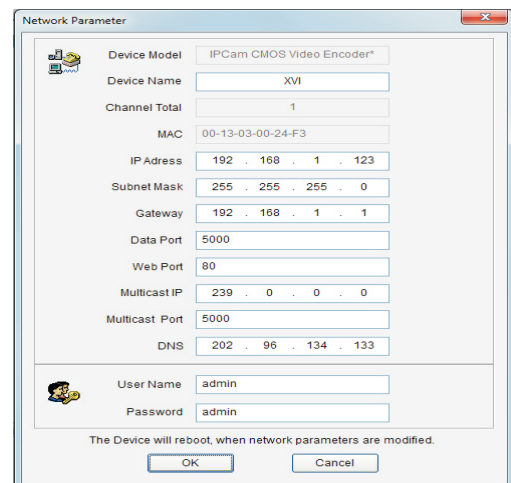 Network Parameter
Device Model IPCam CMOS Video Encoder*
Device Name XVI
Channel Total 1
MAC 00-13-03-00-24-F3
IP Adress 192 . 168 . 1 . 123
Subnet Mask 255 . 255 . 255 . 0
Gateway 192 . 168 . 1 . 1
Data Port 5000
Web Port 80
Multicast IP 239 . 0 . 0 . 0
Multicast Port 5000
DNS 202 . 96 . 134 . 133
User Name admin
Password admin
The Device will reboot, when network parameters are modified.
OK Cancel